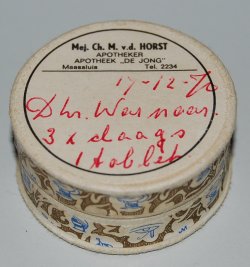 Mej. Ch. M. v.d. HORST
APOTHEKER
APOTHEEK „DE JONG"
Maassluis Tel. 2234
17-12-70
Dhr. Warnaar.
3 x daags
1 tablet